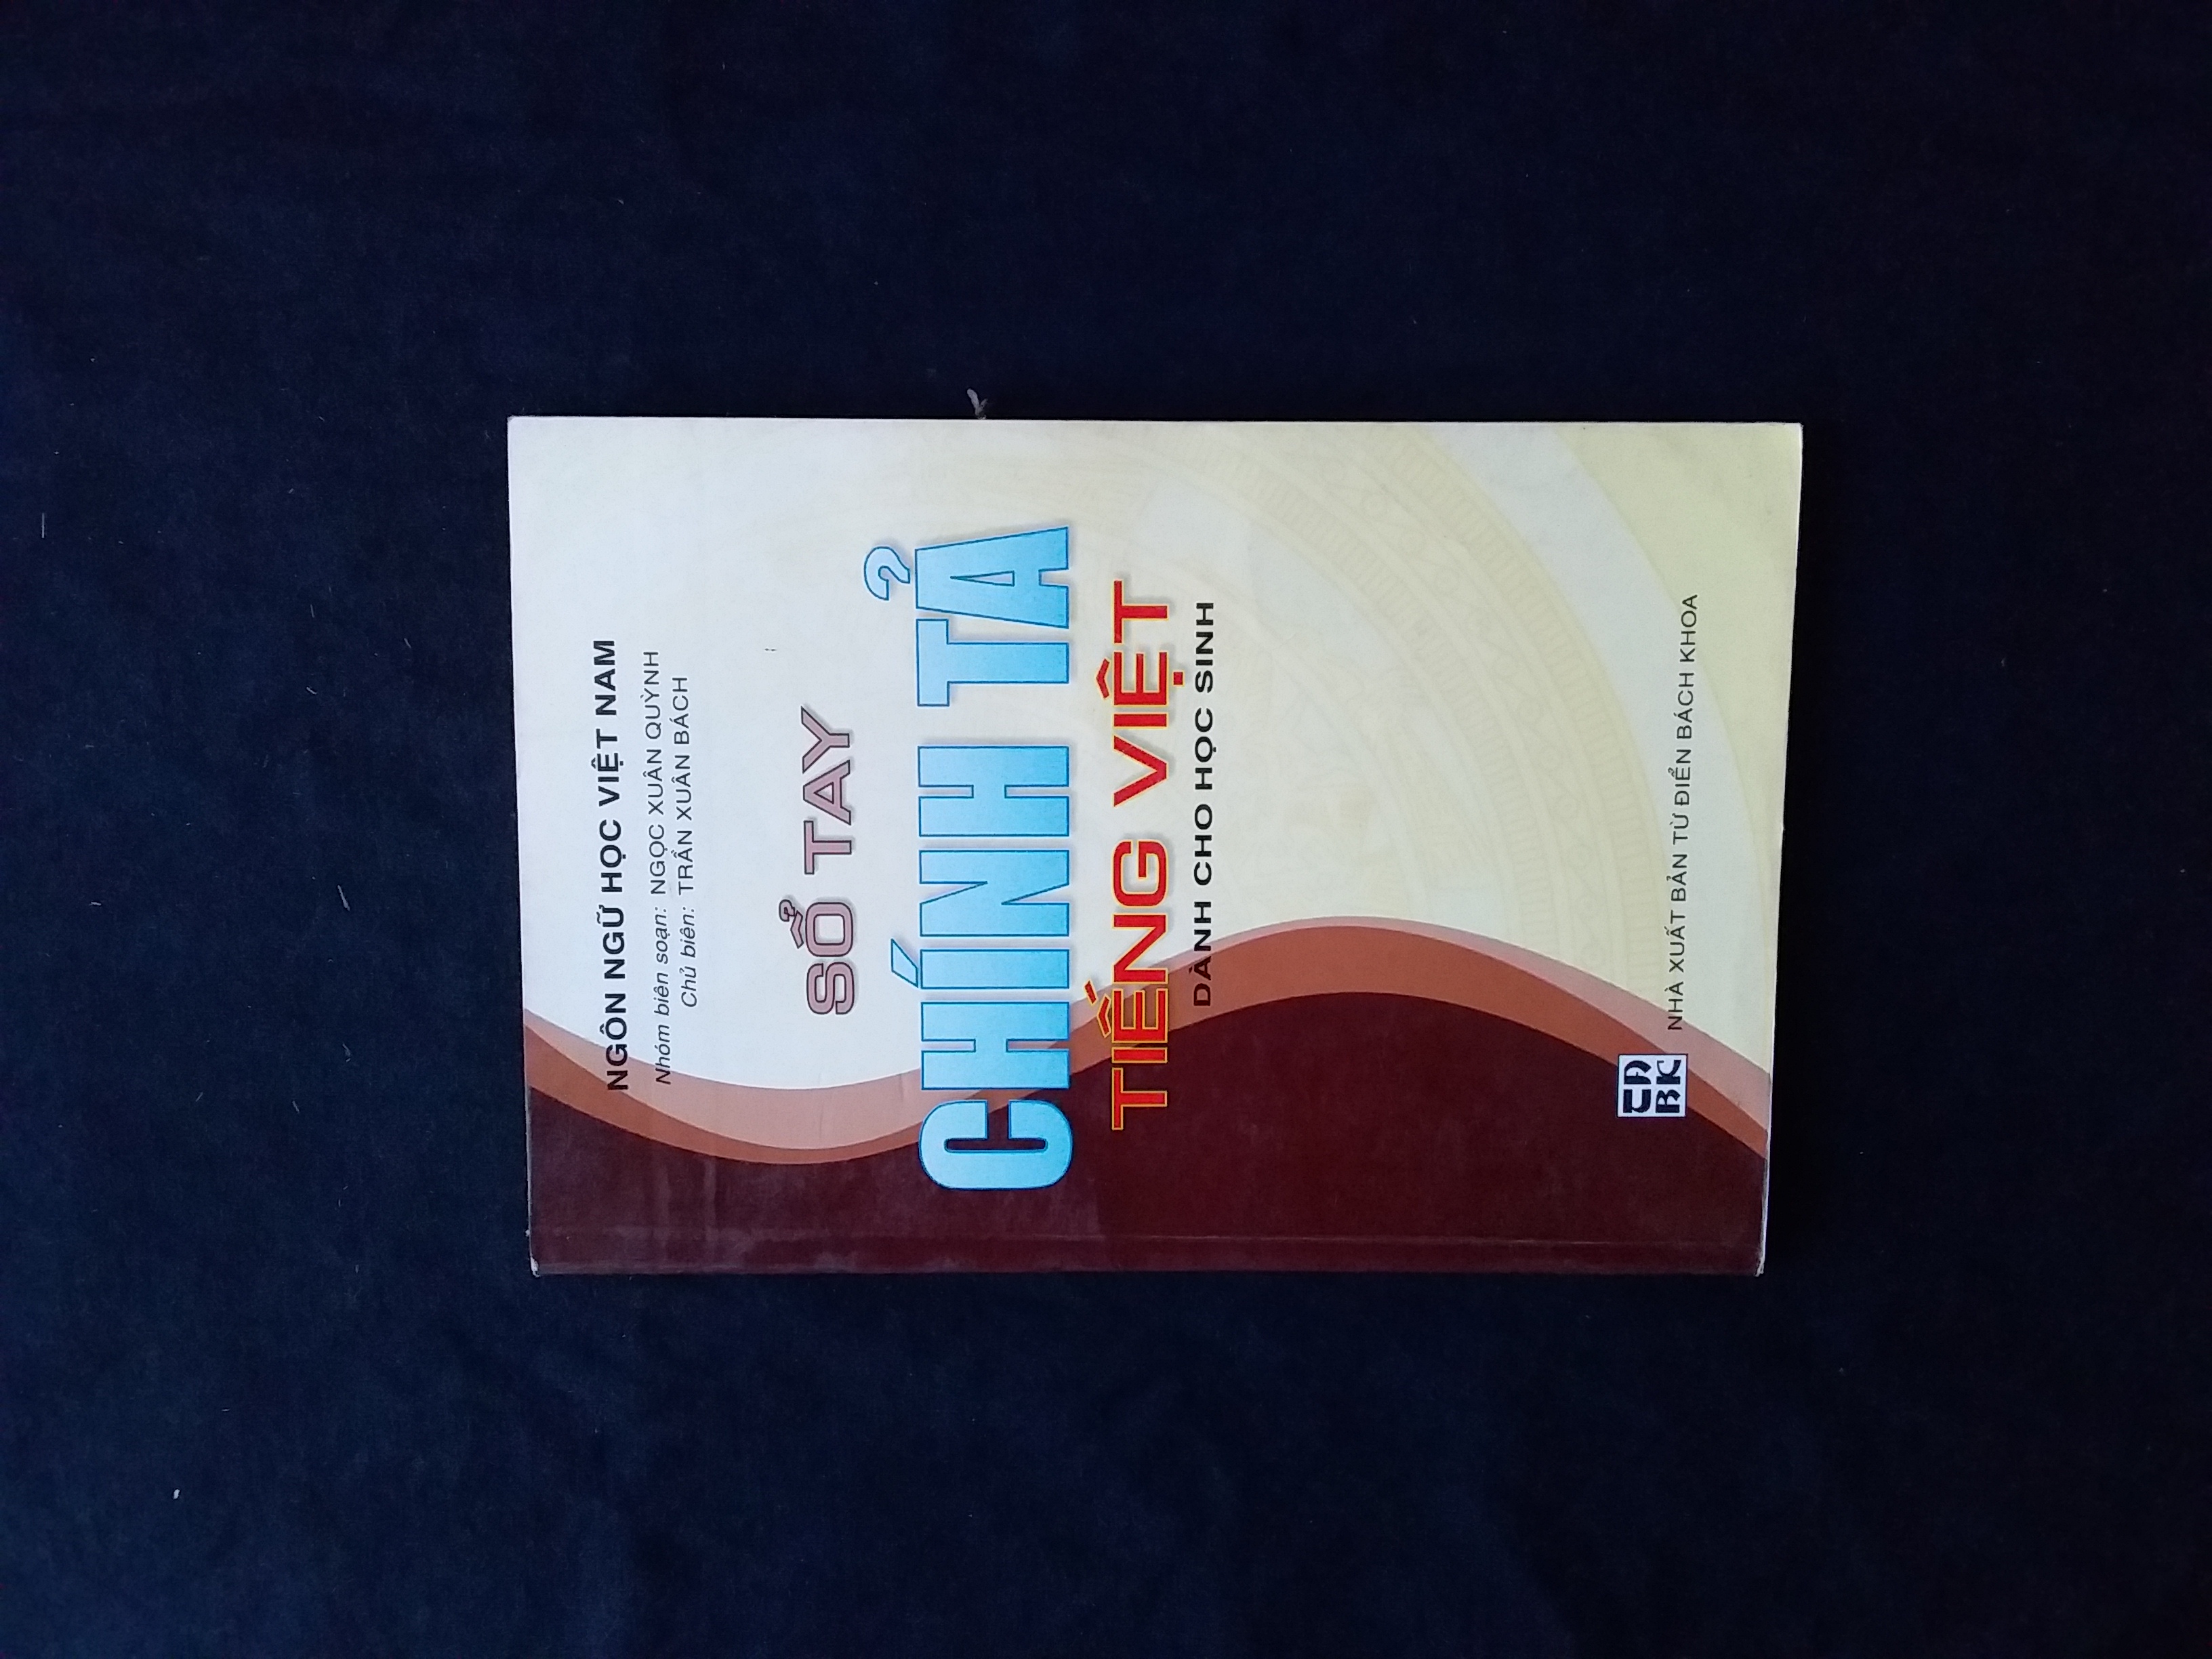 NGÔN NGỮ HỌC VIỆT NAM
Nhóm biên soạn: NGỌC XUÂN QUỲNH
Chủ biên: TRẦN XUÂN BÁCH
SỔ TAY
CHÍNH TẢ
TIẾNG VIỆT
DÀNH CHO HỌC SINH
TĐ
BK
NHÀ XUẤT BẢN TỪ ĐIỂN BÁCH KHOA